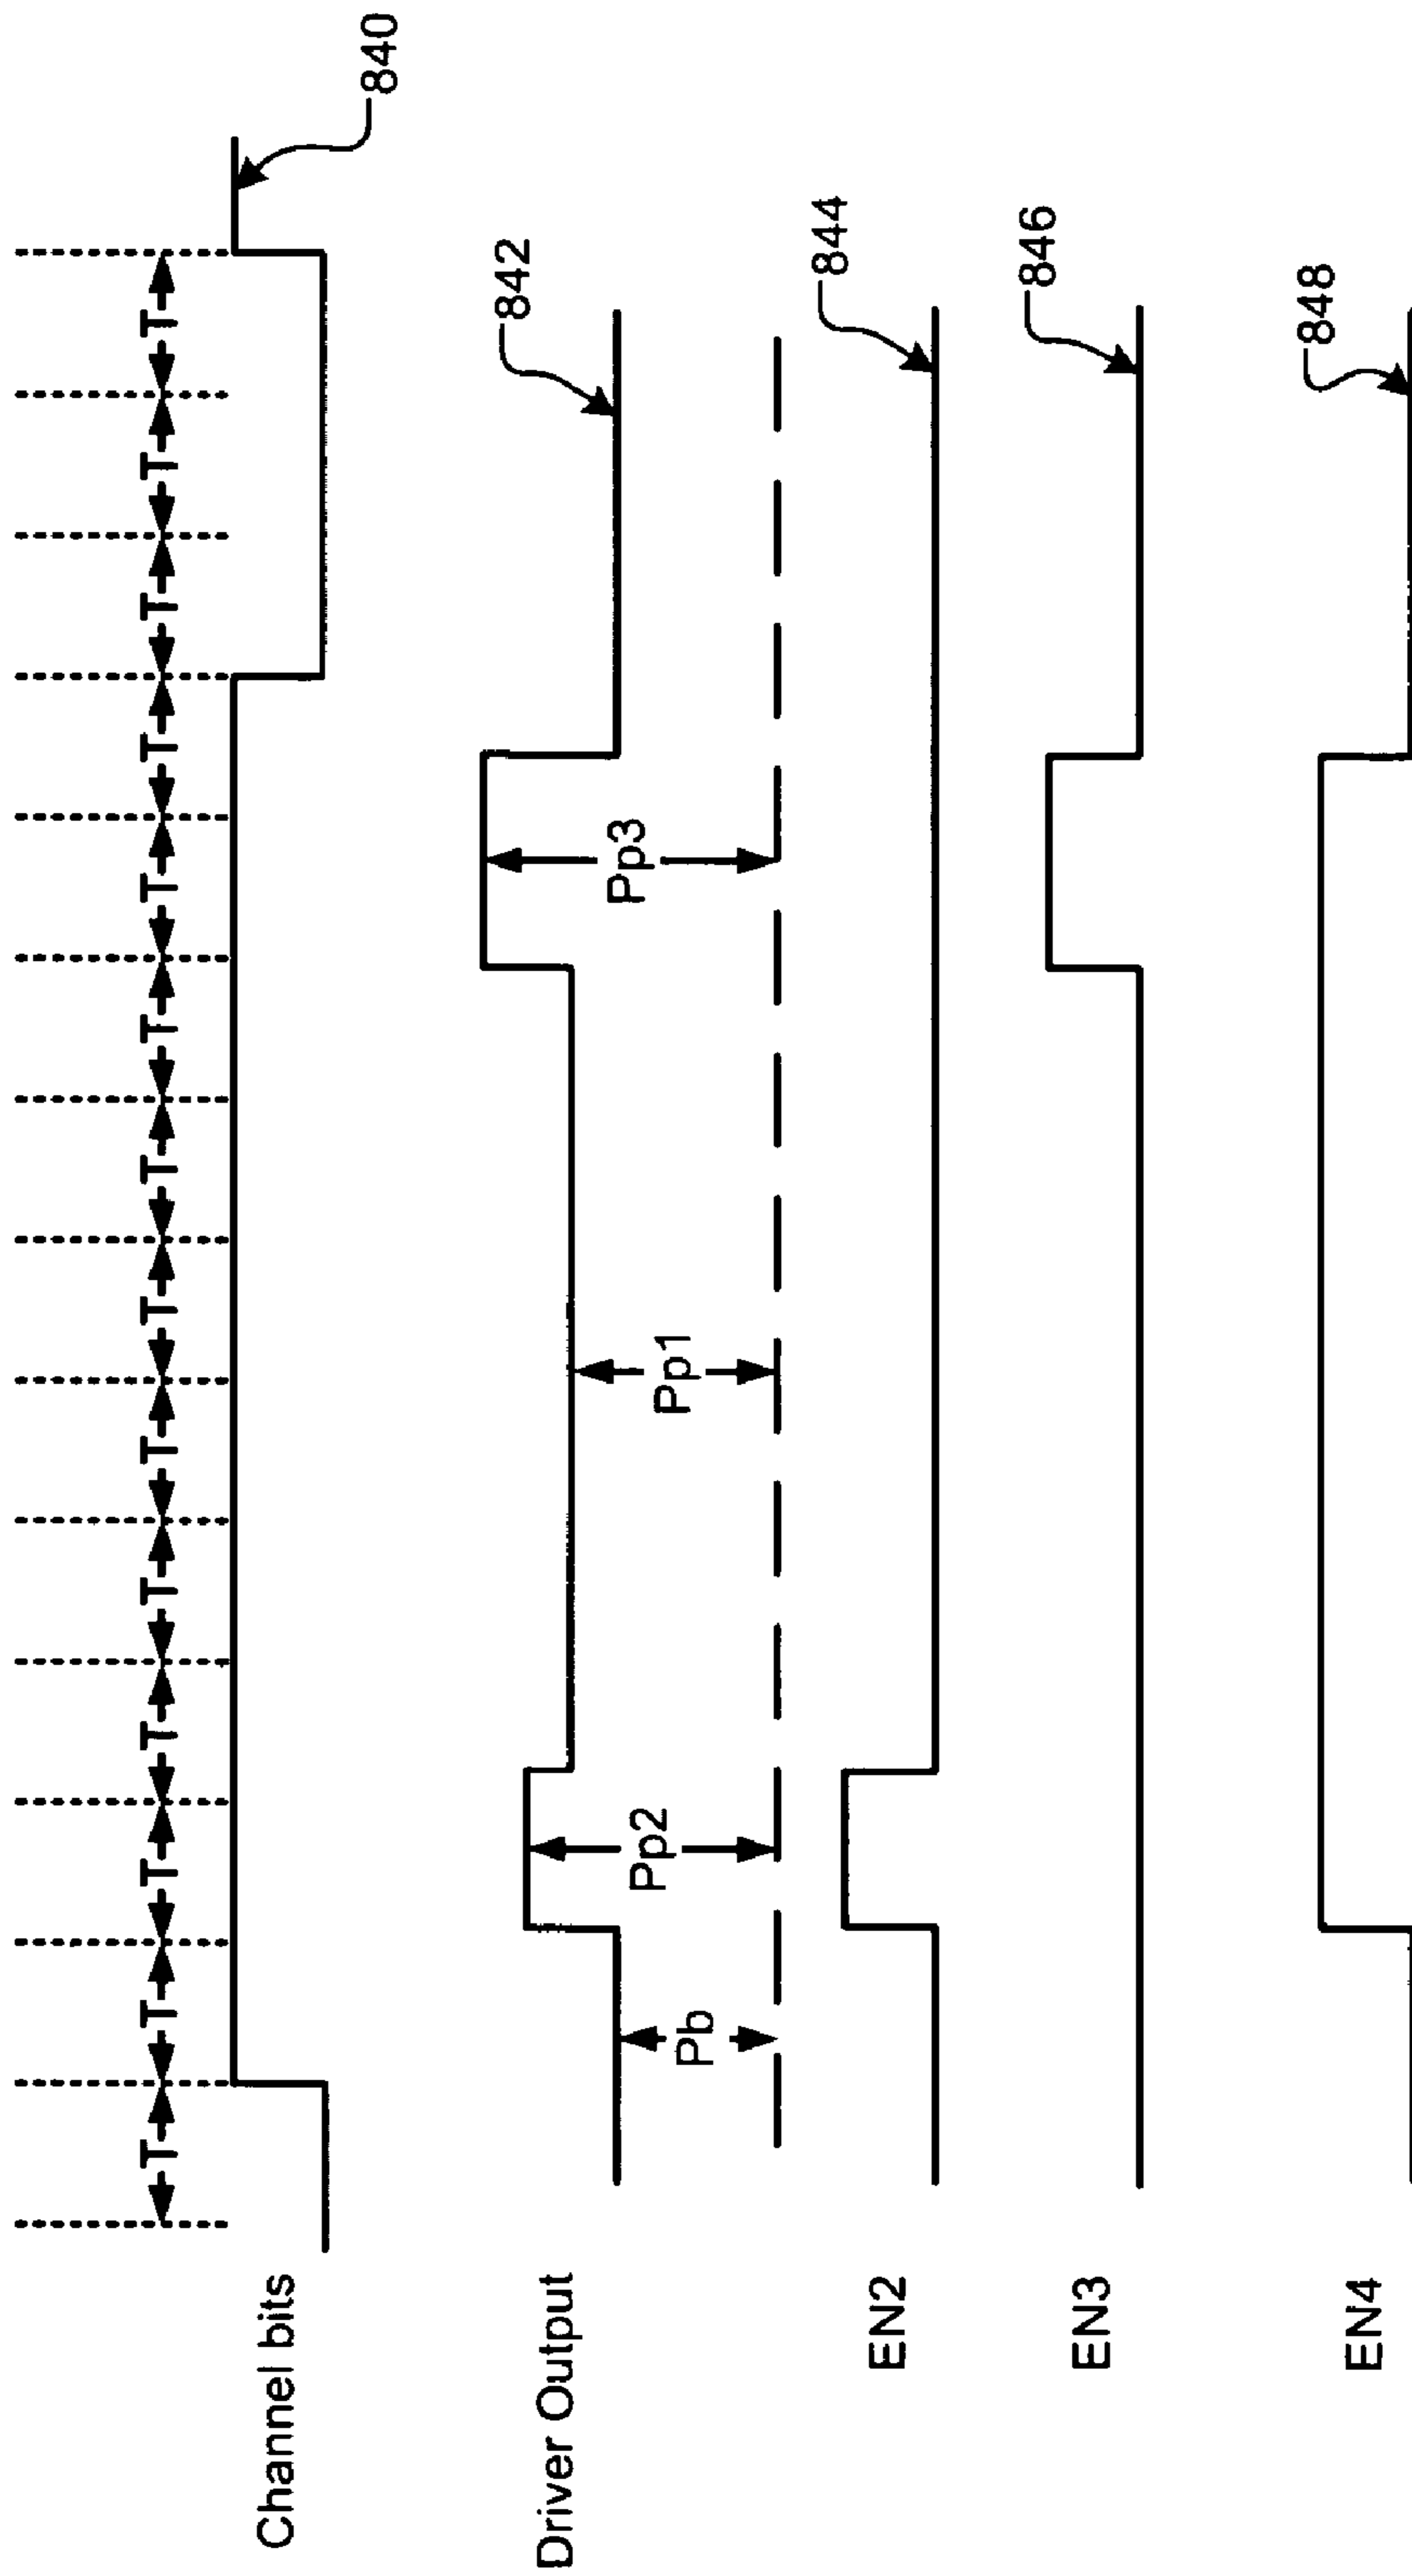 T T T T T T T T T T T T T T
Channel bits
840
Driver Output
Pb
Pp2
Pp1
Pp3
842
EN2
844
EN3
846
EN4
848